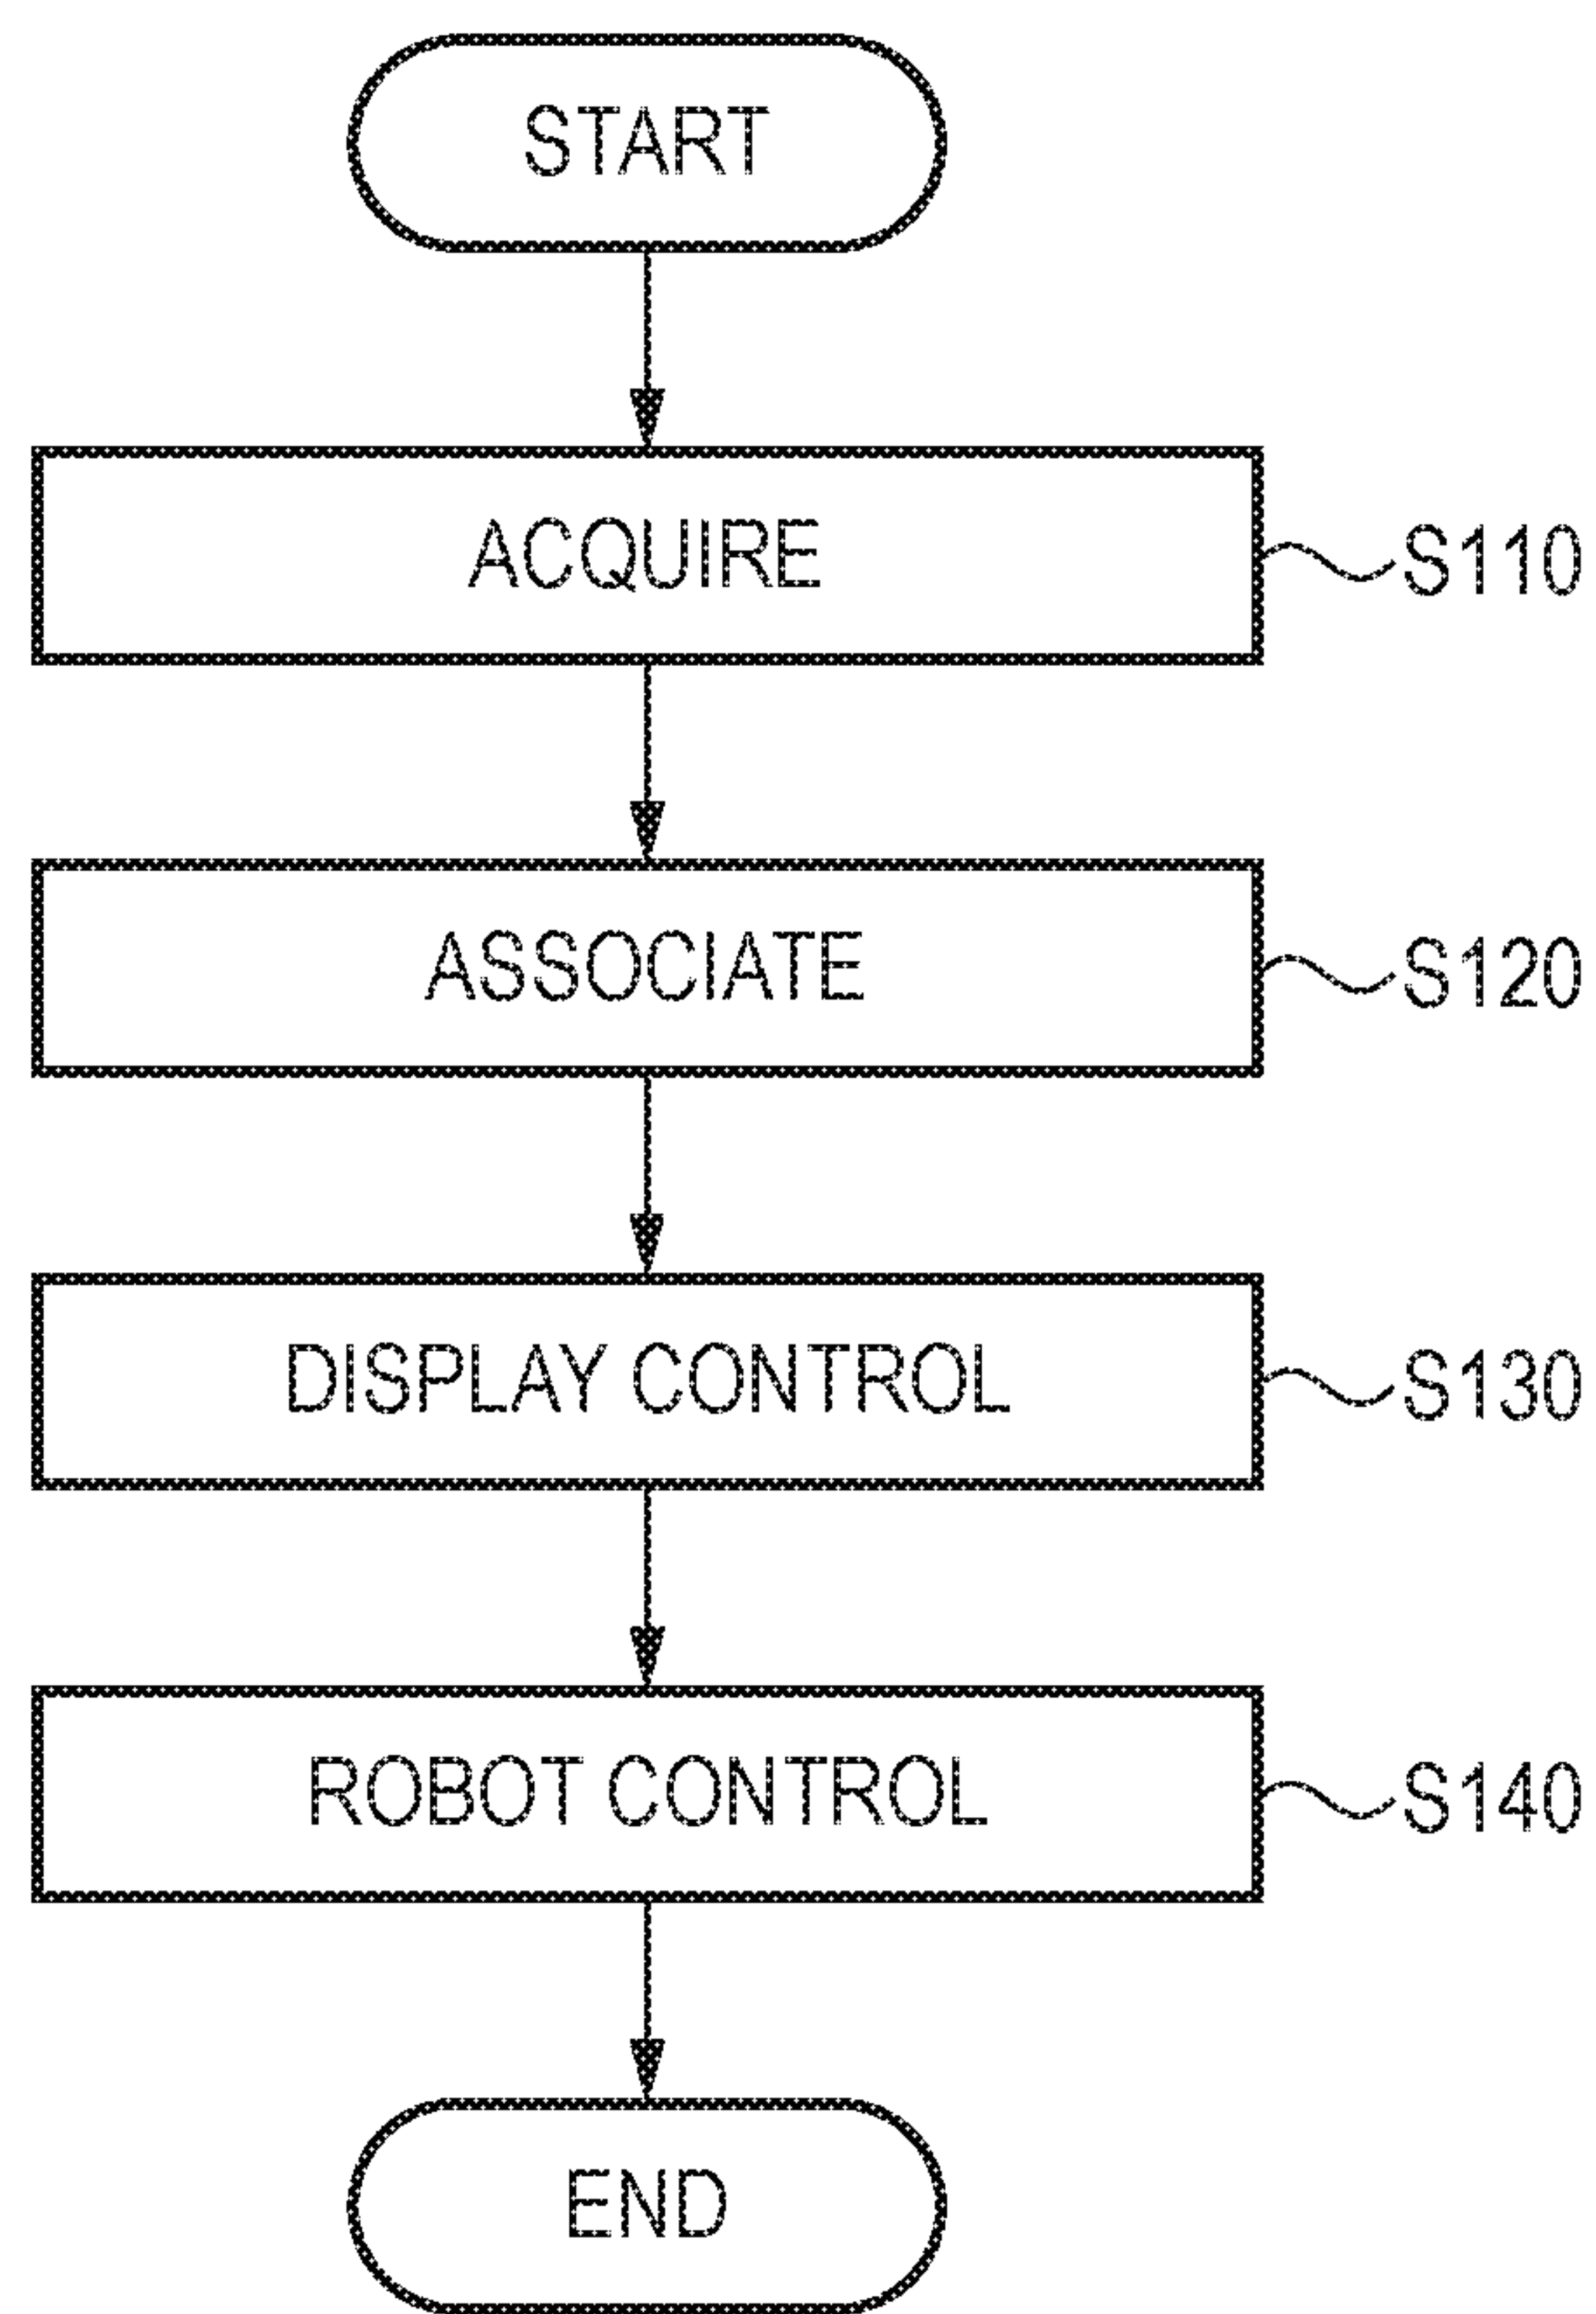 START
ACQUIRE
S110
ASSOCIATE
S120
DISPLAY CONTROL
S130
ROBOT CONTROL
S140
END